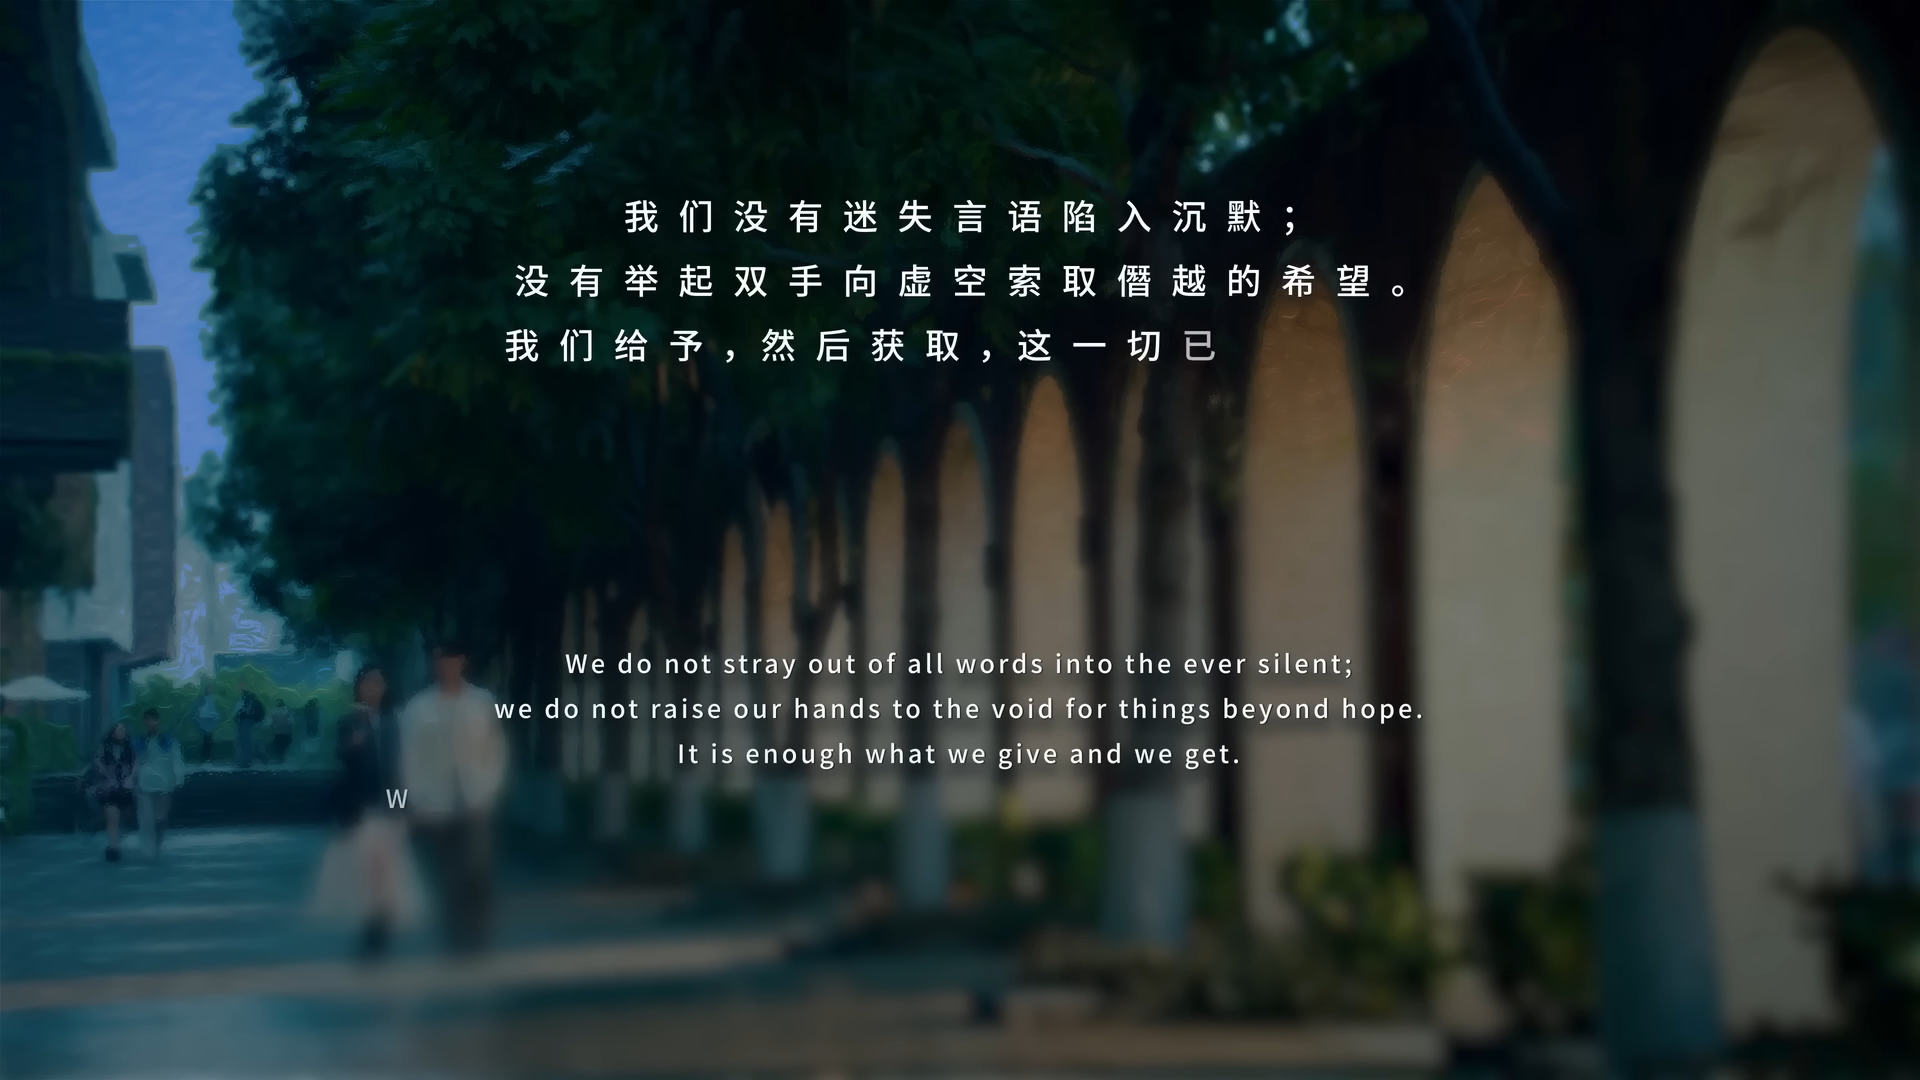 我们没有迷失言语陷入沉默；
没有举起双手向虚空索取僭越的希望。
我们给予，然后获取，这一切已
We do not stray out of all words into the ever silent;
we do not raise our hands to the void for things beyond hope.
It is enough what we give and we get.
W